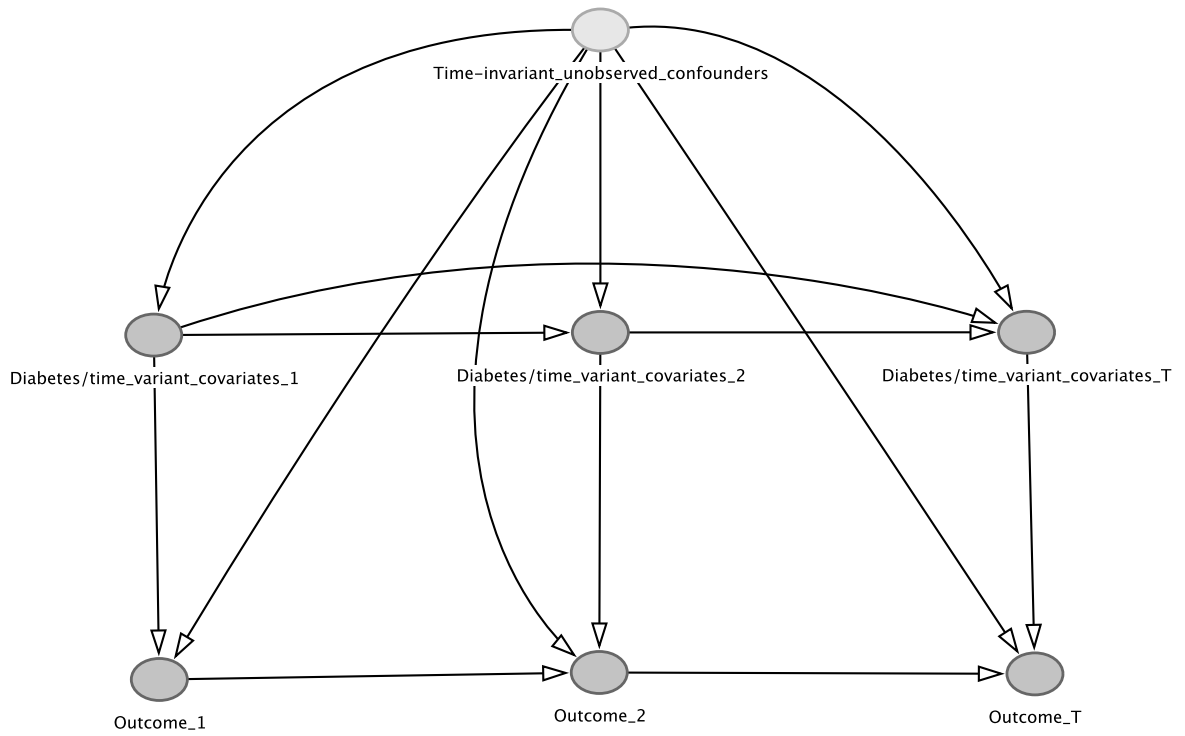 Time-invariant_unobserved_confounders
Diabetes/time_variant_covariates_1
Diabetes/time_variant_covariates_2
Diabetes/time_variant_covariates_T
Outcome_1
Outcome_2
Outcome_T